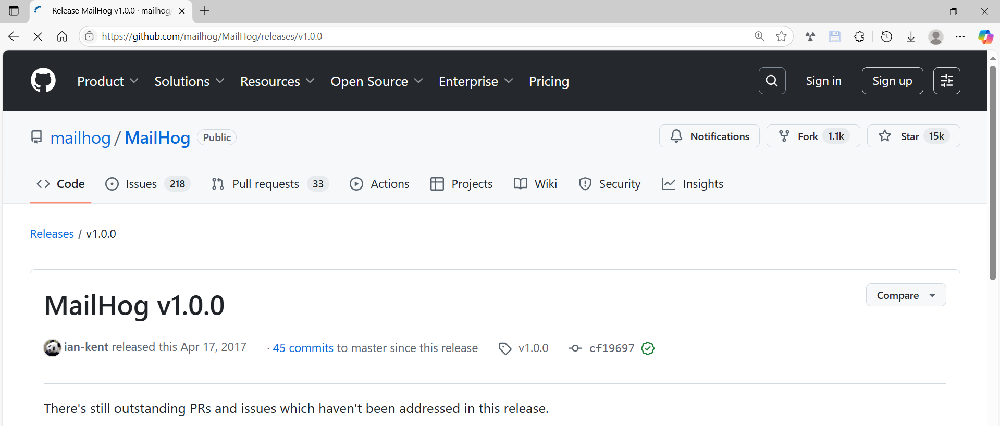 Release MailHog v1.0.0 · mailhog/
https://github.com/mailhog/MailHog/releases/v1.0.0
Product Solutions Resources Open Source Enterprise Pricing Sign in Sign up
mailhog / MailHog Public Notifications Fork 1.1k Star 15k
Code Issues 218 Pull requests 33 Actions Projects Wiki Security Insights
Releases / v1.0.0
MailHog v1.0.0 Compare
ian-kent released this Apr 17, 2017 · 45 commits to master since this release v1.0.0 cf19697
There's still outstanding PRs and issues which haven't been addressed in this release.